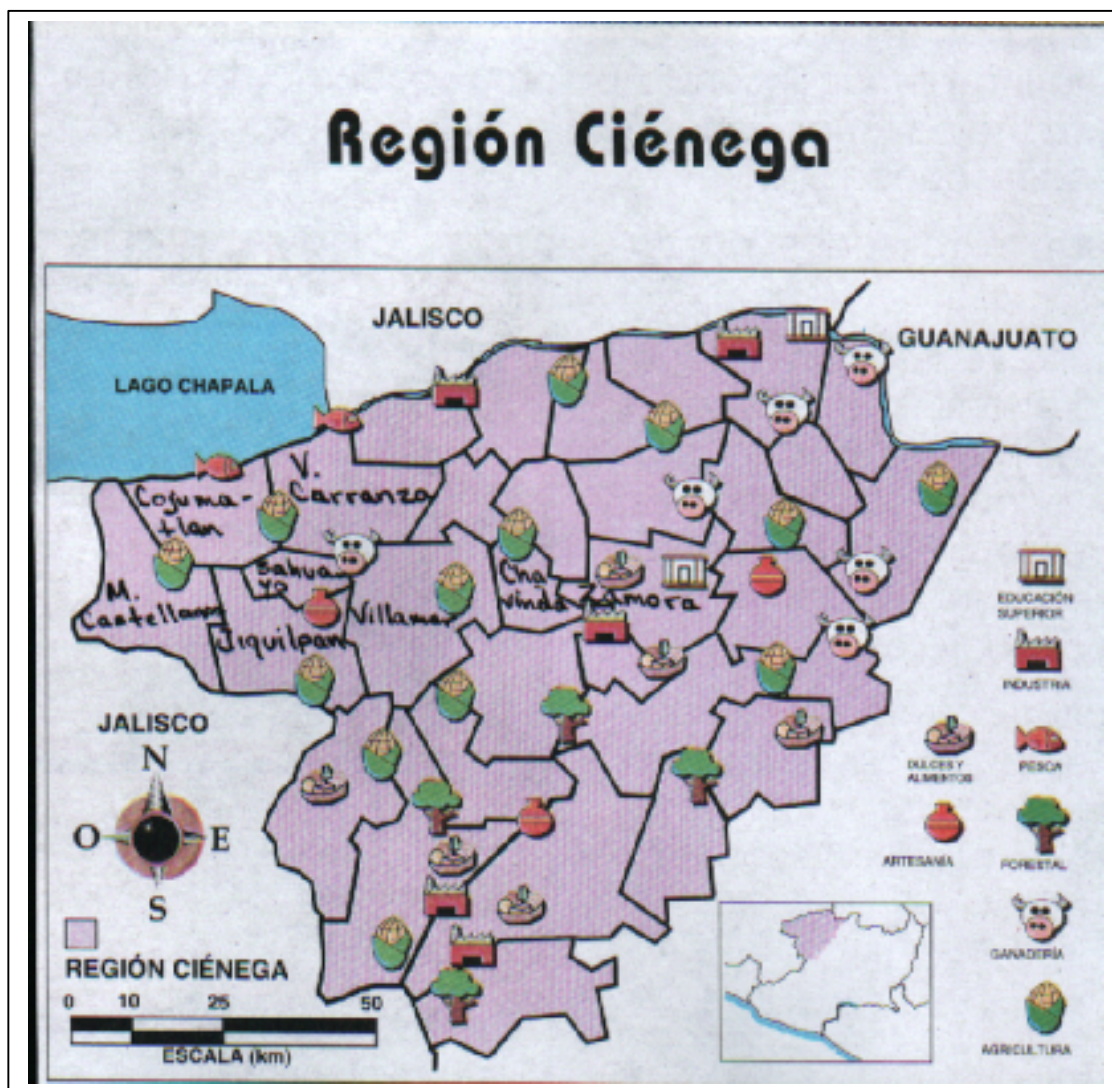 Región Ciénega
JALISCO
GUANAJUATO
LAGO CHAPALA
Cojuma-
tlan
V.
Carranza
Sahua
yo
M.
Castellanos
Jiquilpan
Villamar
Cha
vinda
Zamora
EDUCACIÓN
SUPERIOR
INDUSTRIA
DULCES Y
ALIMENTOS
PESCA
ARTESANÍA
FORESTAL
GANADERÍA
AGRICULTURA
JALISCO
N
O
E
S
REGIÓN CIÉNEGA
0 10 25 50
ESCALA (km)